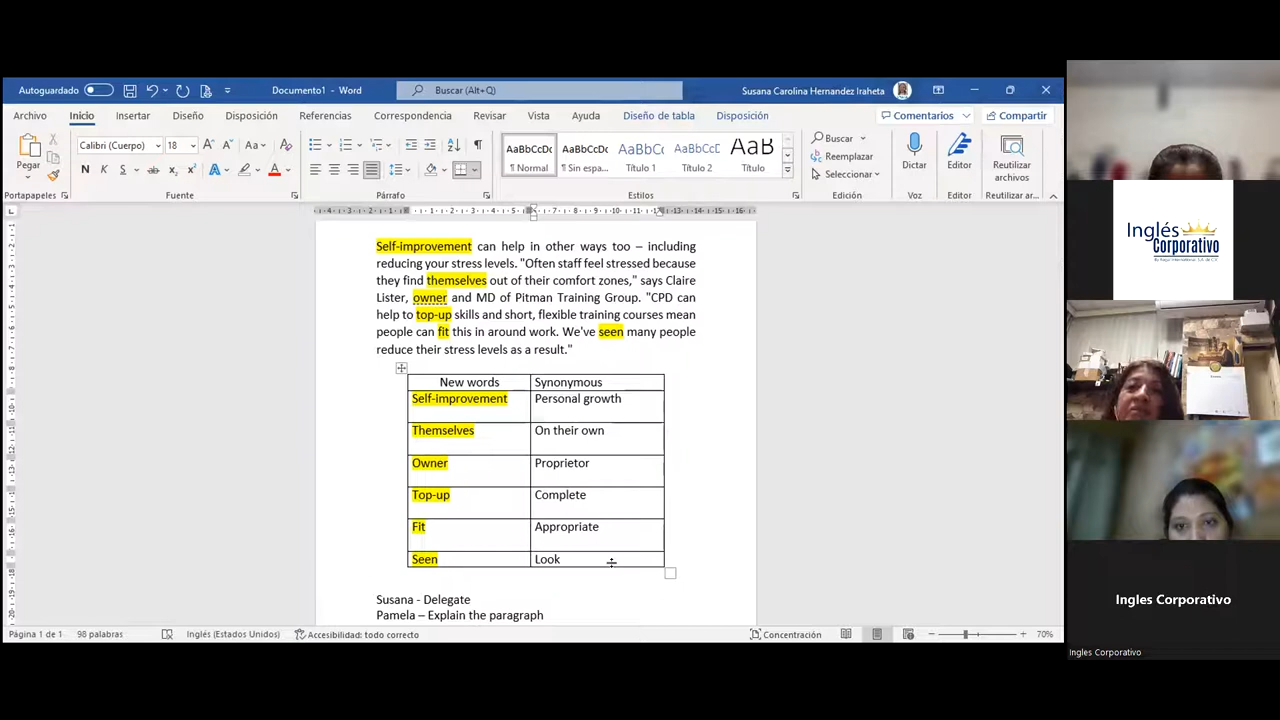 Autoguardado
Documento1 - Word
Buscar (Alt+Q)
Susana Carolina Hernandez Iraheta
Archivo Inicio Insertar Diseño Disposición Referencias Correspondencia Revisar Vista Ayuda Diseño de tabla Disposición
Comentarios Compartir
Pegar
Portapapeles
Calibri (Cuerpo) 18
Fuente
Párrafo
AaBbCcDc AaBbCcDc AaBbCc AaBbCcC AaB
¶ Normal ¶ Sin espa... Título 1 Título 2 Título
Estilos
Buscar
Reemplazar
Seleccionar
Edición
Dictar
Voz
Editor
Editor
Reutilizar archivos
Reutilizar ar...
Self-improvement can help in other ways too – including
reducing your stress levels. "Often staff feel stressed because
they find themselves out of their comfort zones," says Claire
Lister, owner and MD of Pitman Training Group. "CPD can
help to top-up skills and short, flexible training courses mean
people can fit this in around work. We've seen many people
reduce their stress levels as a result."
New words Synonymous
Self-improvement Personal growth
Themselves On their own
Owner Proprietor
Top-up Complete
Fit Appropriate
Seen Look
Susana - Delegate
Pamela – Explain the paragraph
Página 1 de 1 98 palabras Inglés (Estados Unidos) Accesibilidad: todo correcto Concentración 70%
Inglés
Corporativo
Ingles Corporativo
Ingles Corporativo